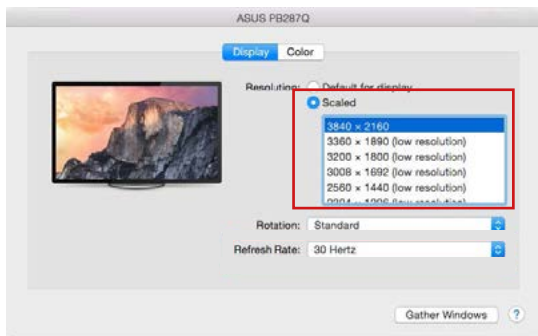 ASUS PB287Q
Display Color
Resolution: Default for display
Scaled
3840 × 2160
3360 × 1890 (low resolution)
3200 × 1800 (low resolution)
3008 × 1692 (low resolution)
2560 × 1440 (low resolution)
Rotation: Standard
Refresh Rate: 30 Hertz
Gather Windows ?